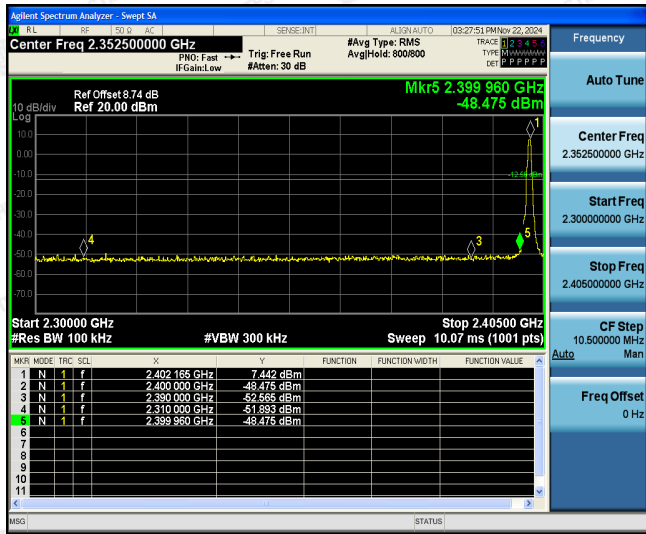 Agilent Spectrum Analyzer - Swept SA
RL RF 50 Ω AC SENSE:INT ALIGN AUTO 03:27:51 PM Nov 22, 2024
Center Freq 2.352500000 GHz #Avg Type: RMS TRACE 1 2 3 4 5 6
PNO: Fast Trig: Free Run Avg|Hold: 800/800 TYPE M W W W W W
IFGain:Low #Atten: 30 dB DET P P P P P P
Mkr5 2.399 960 GHz
Ref Offset 8.74 dB
10 dB/div Ref 20.00 dBm -48.475 dBm
Log
10.0
0.00
-10.0
-20.0
-30.0
-40.0
-50.0
-60.0
-70.0
1
4
3
5
Start 2.30000 GHz Stop 2.40500 GHz
#Res BW 100 kHz #VBW 300 kHz Sweep 10.07 ms (1001 pts)
MKR MODE TRC SCL X Y FUNCTION FUNCTION WIDTH FUNCTION VALUE
1 N 1 f 2.402 165 GHz 7.442 dBm
2 N 1 f 2.400 000 GHz -48.475 dBm
3 N 1 f 2.390 000 GHz -52.565 dBm
4 N 1 f 2.310 000 GHz -51.893 dBm
5 N 1 f 2.399 960 GHz -48.475 dBm
6
7
8
9
10
11
MSG STATUS
Frequency
Auto Tune
Center Freq
2.352500000 GHz
Start Freq
2.300000000 GHz
Stop Freq
2.405000000 GHz
CF Step
10.500000 MHz
Auto Man
Freq Offset
0 Hz